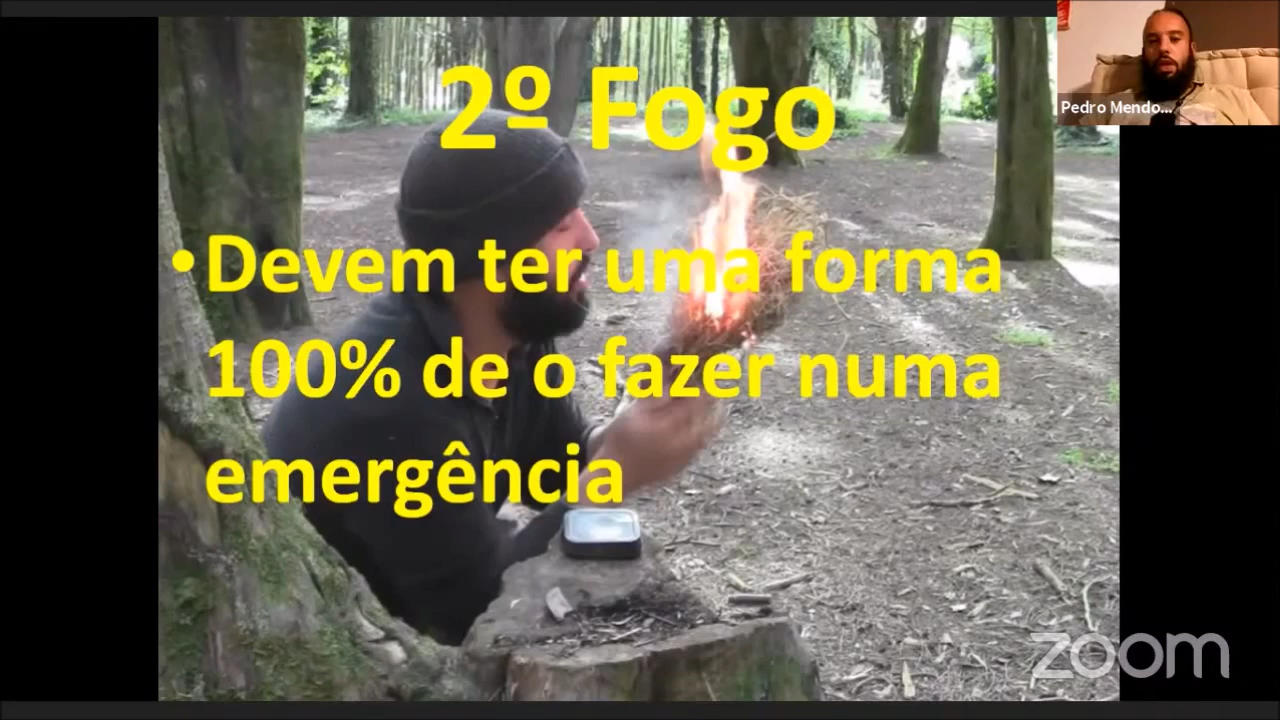 2º Fogo
Pedro Mendo...
• Devem ter uma forma
100% de o fazer numa
emergência
zoom